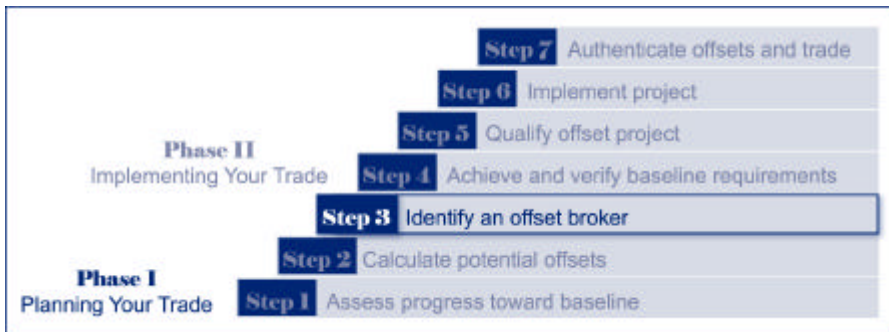 Step 7 Authenticate offsets and trade
Step 6 Implement project
Step 5 Qualify offset project
Phase II
Implementing Your Trade
Step 4 Achieve and verify baseline requirements
Step 3 Identify an offset broker
Step 2 Calculate potential offsets
Phase I
Planning Your Trade
Step 1 Assess progress toward baseline